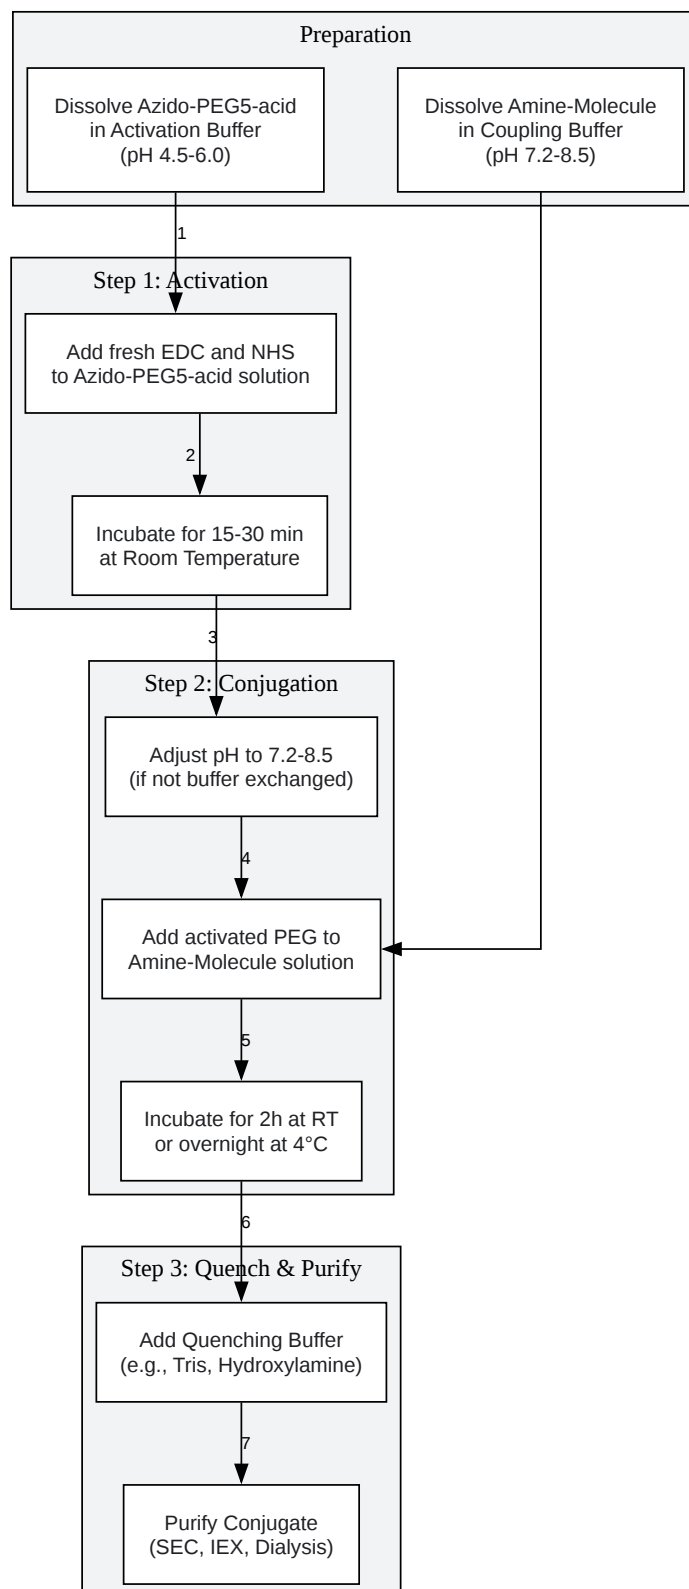 Preparation
Dissolve Azido-PEG5-acid
in Activation Buffer
(pH 4.5-6.0)
Dissolve Amine-Molecule
in Coupling Buffer
(pH 7.2-8.5)
1
Step 1: Activation
Add fresh EDC and NHS
to Azido-PEG5-acid solution
2
Incubate for 15-30 min
at Room Temperature
3
Step 2: Conjugation
Adjust pH to 7.2-8.5
(if not buffer exchanged)
4
Add activated PEG to
Amine-Molecule solution
5
Incubate for 2h at RT
or overnight at 4°C
6
Step 3: Quench & Purify
Add Quenching Buffer
(e.g., Tris, Hydroxylamine)
7
Purify Conjugate
(SEC, IEX, Dialysis)